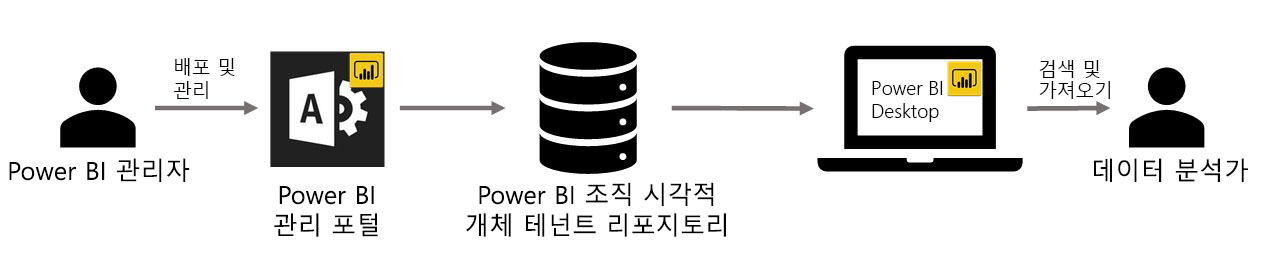 Power BI 관리자
배포 및
관리
A
Power BI
관리 포털
Power BI 조직 시각적
개체 테넌트 리포지토리
Power BI
Desktop
검색 및
가져오기
데이터 분석가